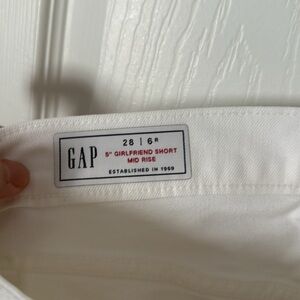 28 | 6R
GAP
5" GIRLFRIEND SHORT
MID RISE
ESTABLISHED IN 1969